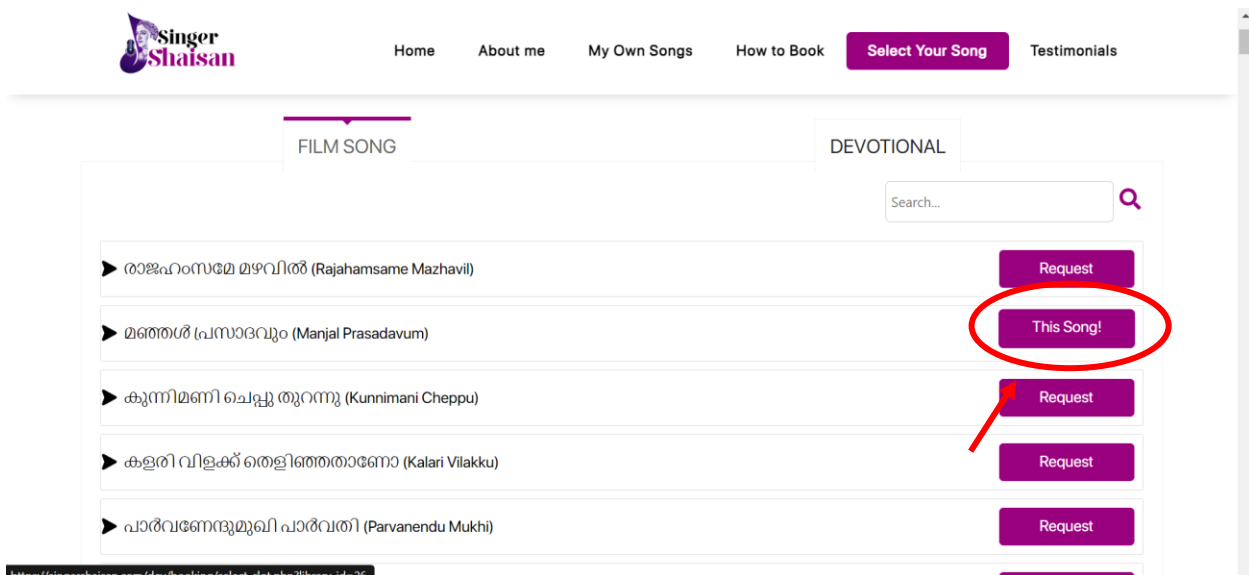 Singer
Shaisan
Home About me My Own Songs How to Book Select Your Song Testimonials
FILM SONG DEVOTIONAL
Search...
രാജഹംസമേ മഴവിൽ (Rajahamsame Mazhavil) Request
മഞ്ഞൾ പ്രസാദവും (Manjal Prasadavum) This Song!
കുന്നിമണി ചെപ്പു തുറന്നു (Kunnimani Cheppu) Request
കളരി വിളക്ക് തെളിഞ്ഞതാണോ (Kalari Vilakku) Request
പാർവണേന്ദുമുഖി പാർവതി (Parvanendu Mukhi) Request